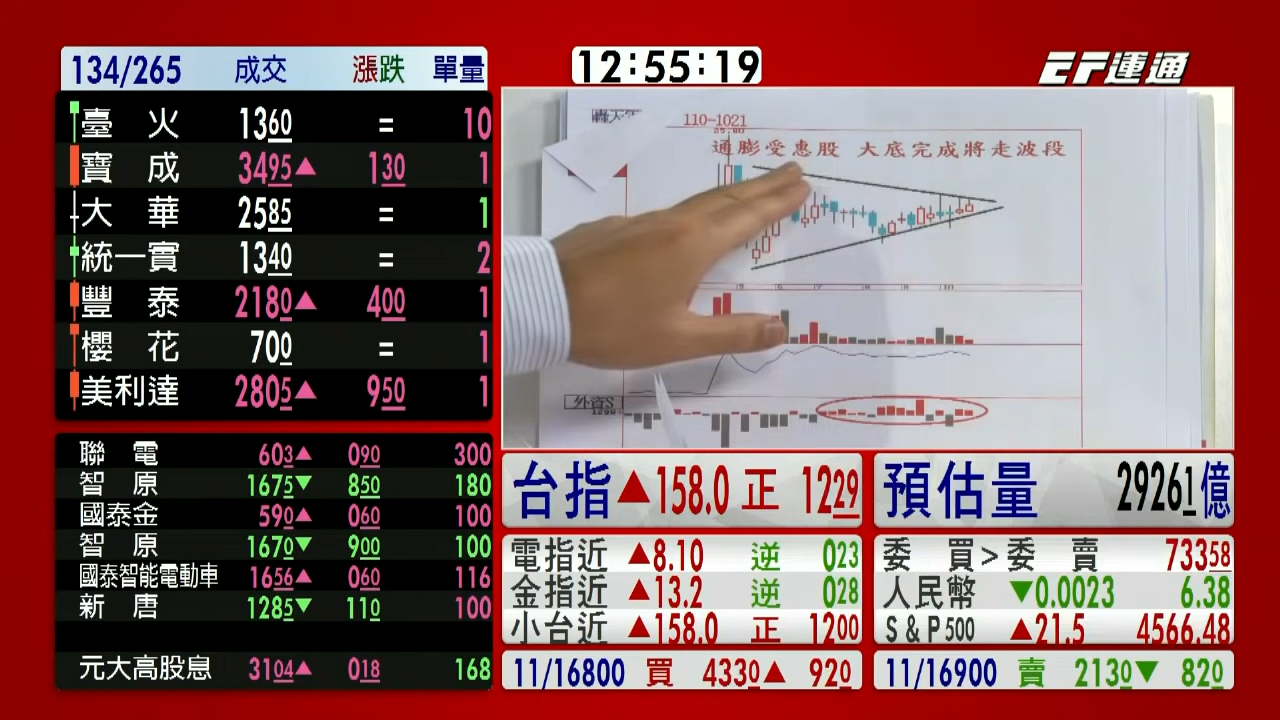 134/265 成交 漲跌 單量
12:55:19
EF運通
臺火 1360 = 10
寶成 3495▲ 130 1
大華 2585 = 1
統一實 1340 = 2
豐泰 2180▲ 400 1
櫻花 700 = 1
美利達 2805▲ 950 1
110-1021
25.80
通膨受惠股 大底完成將走波段
外資S
聯電 603▲ 090 300
智原 1675▼ 850 180
國泰金 590▲ 060 100
智原 1670▼ 900 100
國泰智能電動車 1656▲ 060 116
新唐 1285▼ 110 100
元大高股息 3104▲ 018 168
台指▲158.0 正 1229
預估量 29261億
電指近 ▲8.10 逆 023
金指近 ▲13.2 逆 028
小台近 ▲158.0 正 1200
委買>委賣 73358
人民幣 ▼0.0023 6.38
S&P500 ▲21.5 4566.48
11/16800 買 4330▲ 920
11/16900 賣 2130▼ 820